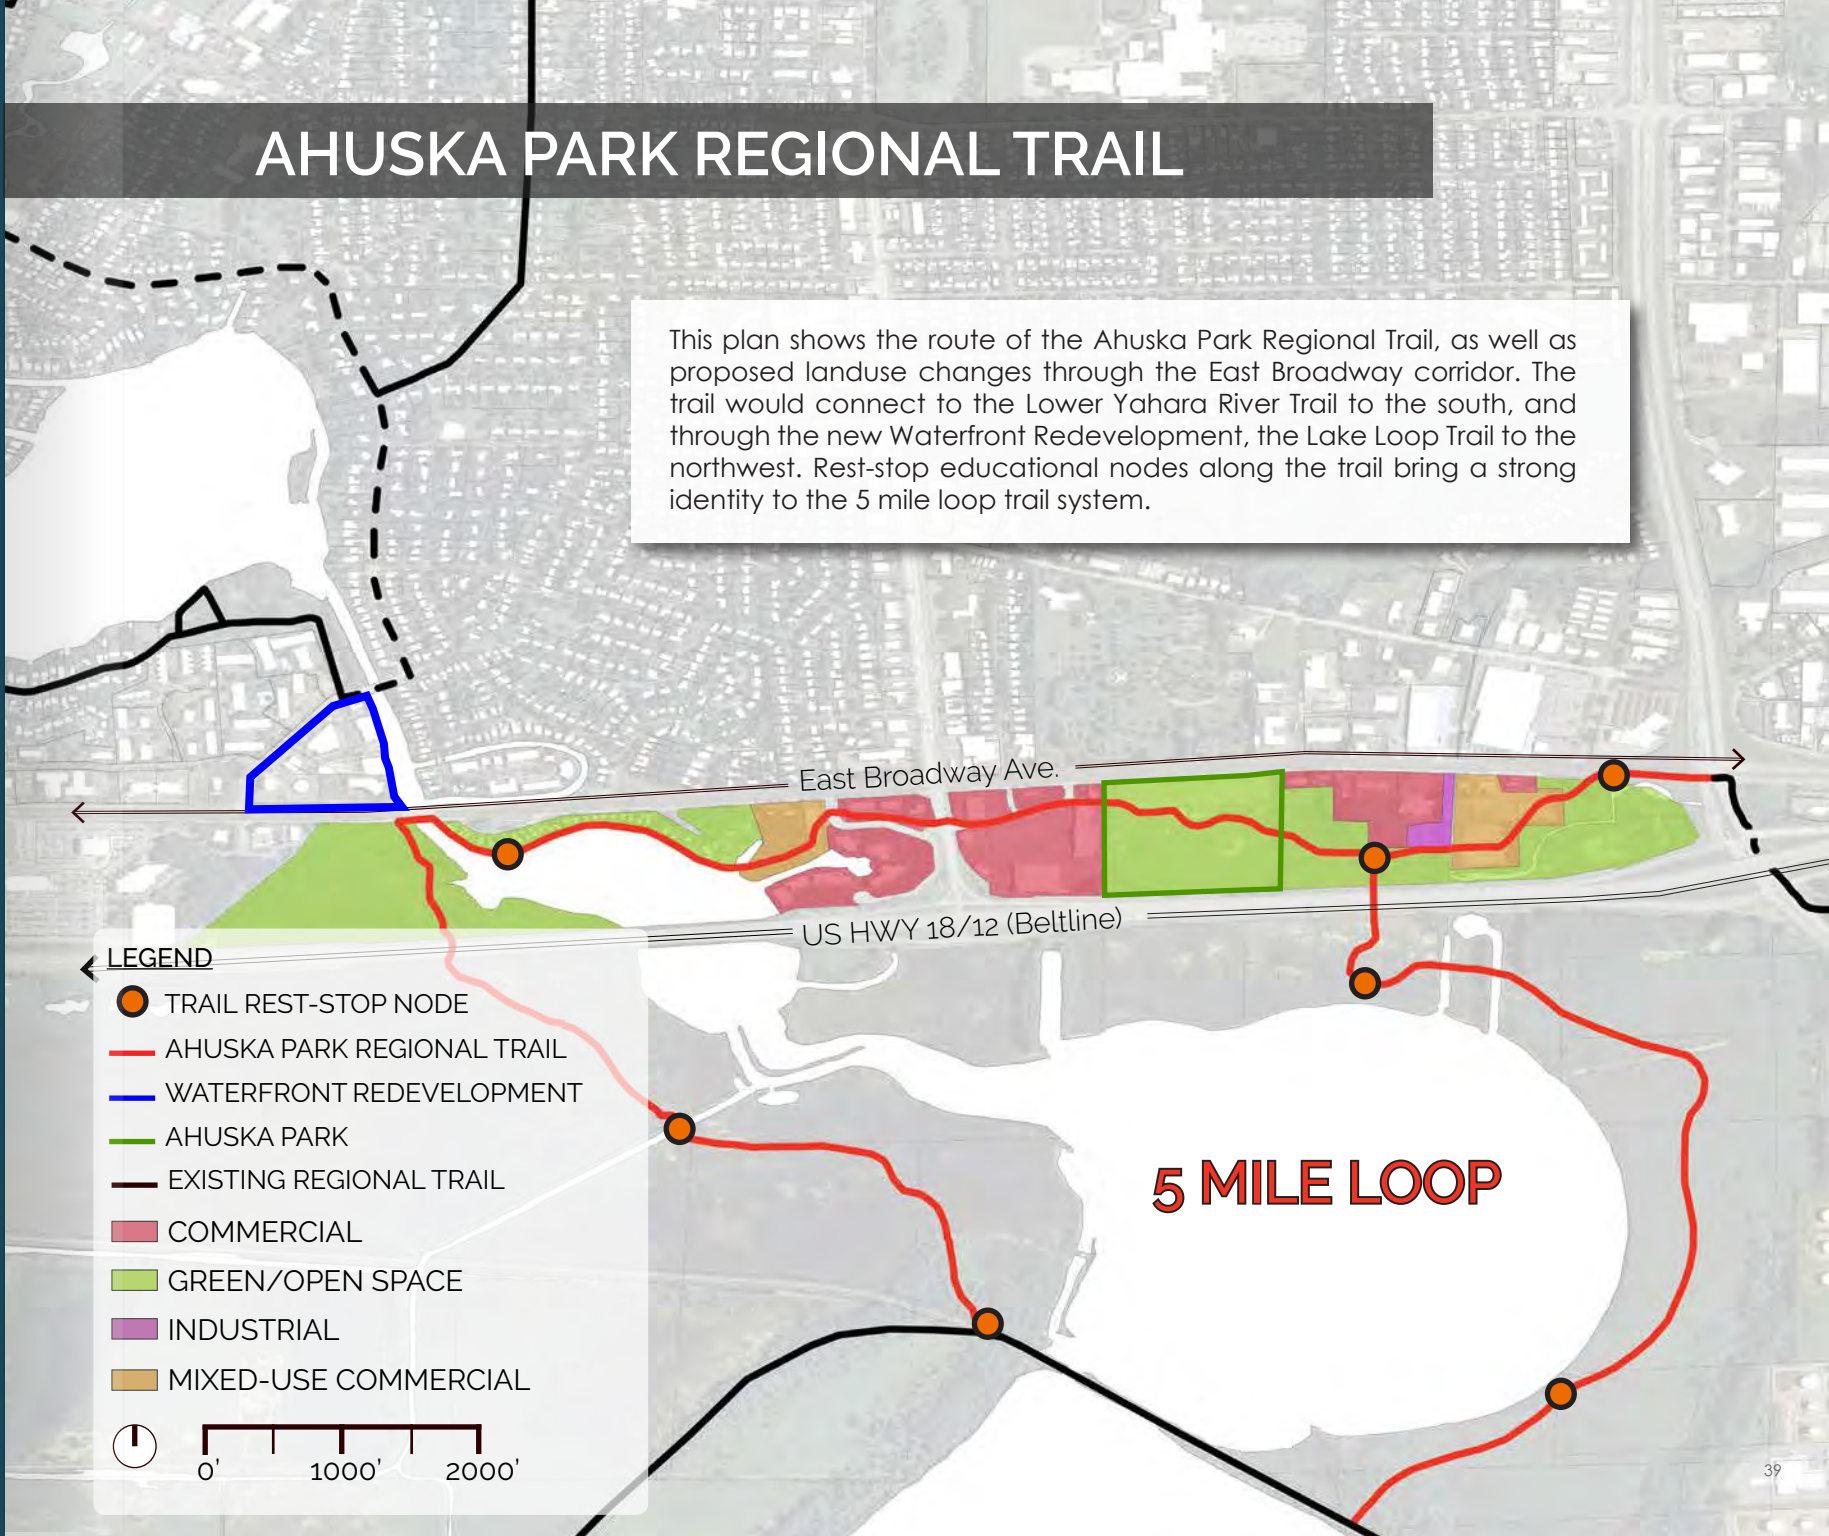 AHUSKA PARK REGIONAL TRAIL
This plan shows the route of the Ahuska Park Regional Trail, as well as
proposed landuse changes through the East Broadway corridor. The
trail would connect to the Lower Yahara River Trail to the south, and
through the new Waterfront Redevelopment, the Lake Loop Trail to the
northwest. Rest-stop educational nodes along the trail bring a strong
identity to the 5 mile loop trail system.
East Broadway Ave.
US HWY 18/12 (Beltline)
LEGEND
TRAIL REST-STOP NODE
AHUSKA PARK REGIONAL TRAIL
WATERFRONT REDEVELOPMENT
AHUSKA PARK
EXISTING REGIONAL TRAIL
COMMERCIAL
GREEN/OPEN SPACE
INDUSTRIAL
MIXED-USE COMMERCIAL
0' 1000' 2000'
5 MILE LOOP
39